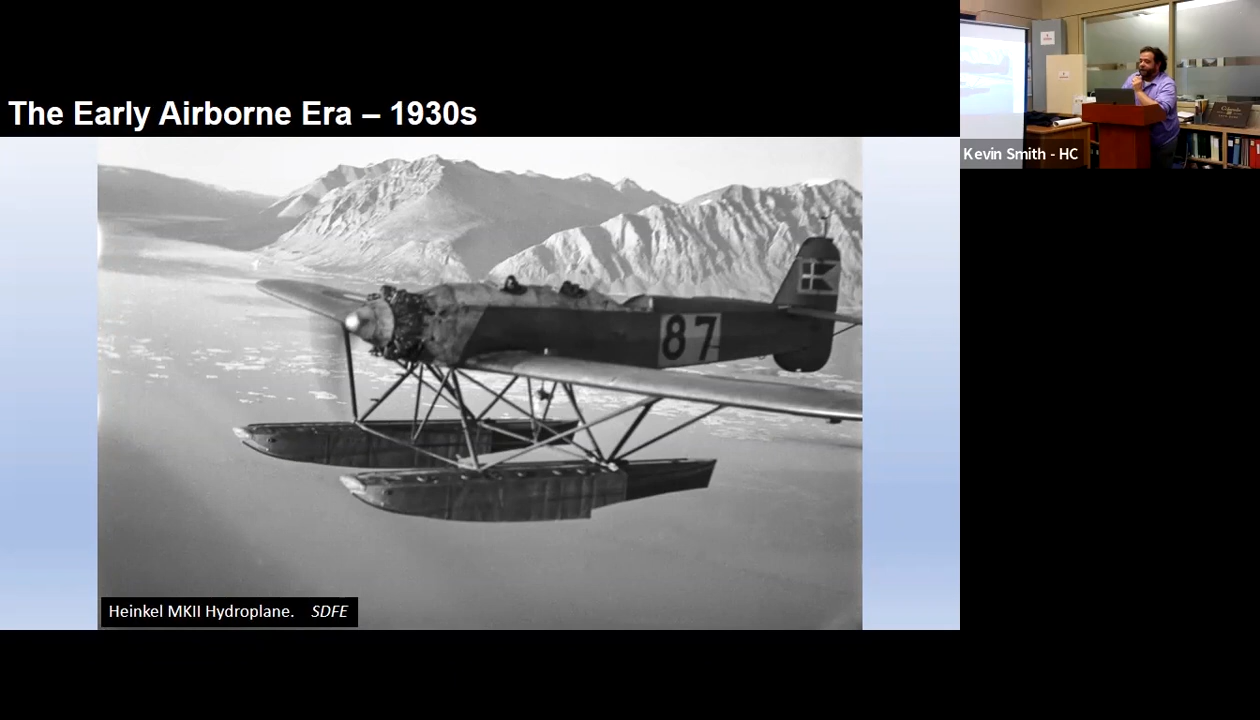 The Early Airborne Era – 1930s
Kevin Smith - HC
87
Heinkel MKII Hydroplane. SDFE